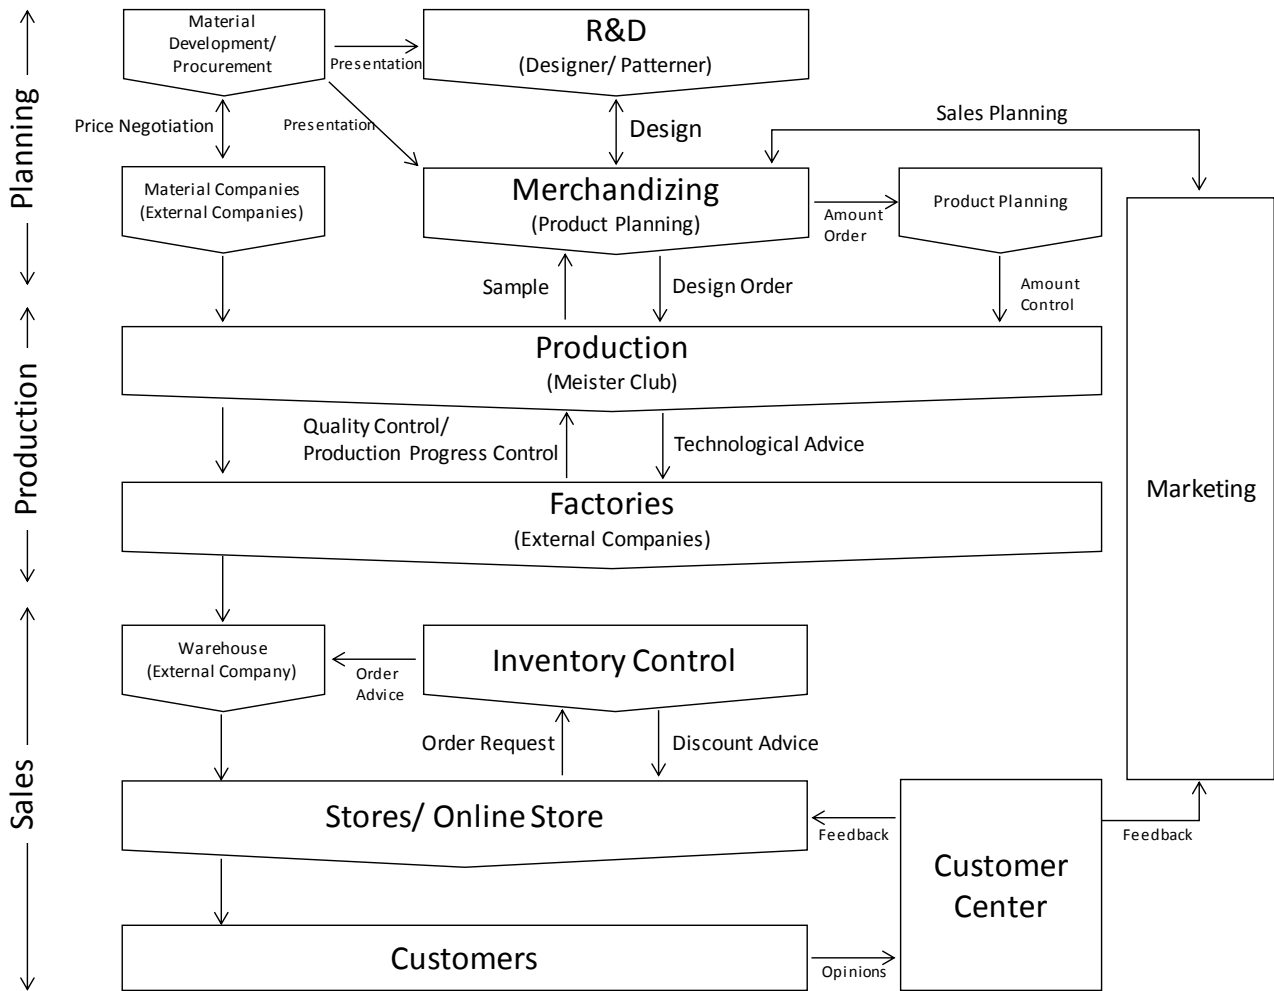 Planning
Material
Development/
Procurement
Presentation
R&D
(Designer/ Patterner)
Price Negotiation
Presentation
Design
Sales Planning
Material Companies
(External Companies)
Merchandizing
(Product Planning)
Amount
Order
Product Planning
Sample
Design Order
Amount
Control
Production
Production
(Meister Club)
Quality Control/
Production Progress Control
Technological Advice
Marketing
Factories
(External Companies)
Sales
Warehouse
(External Company)
Order
Advice
Inventory Control
Order Request
Discount Advice
Stores/ Online Store
Feedback
Customer
Center
Feedback
Customers
Opinions